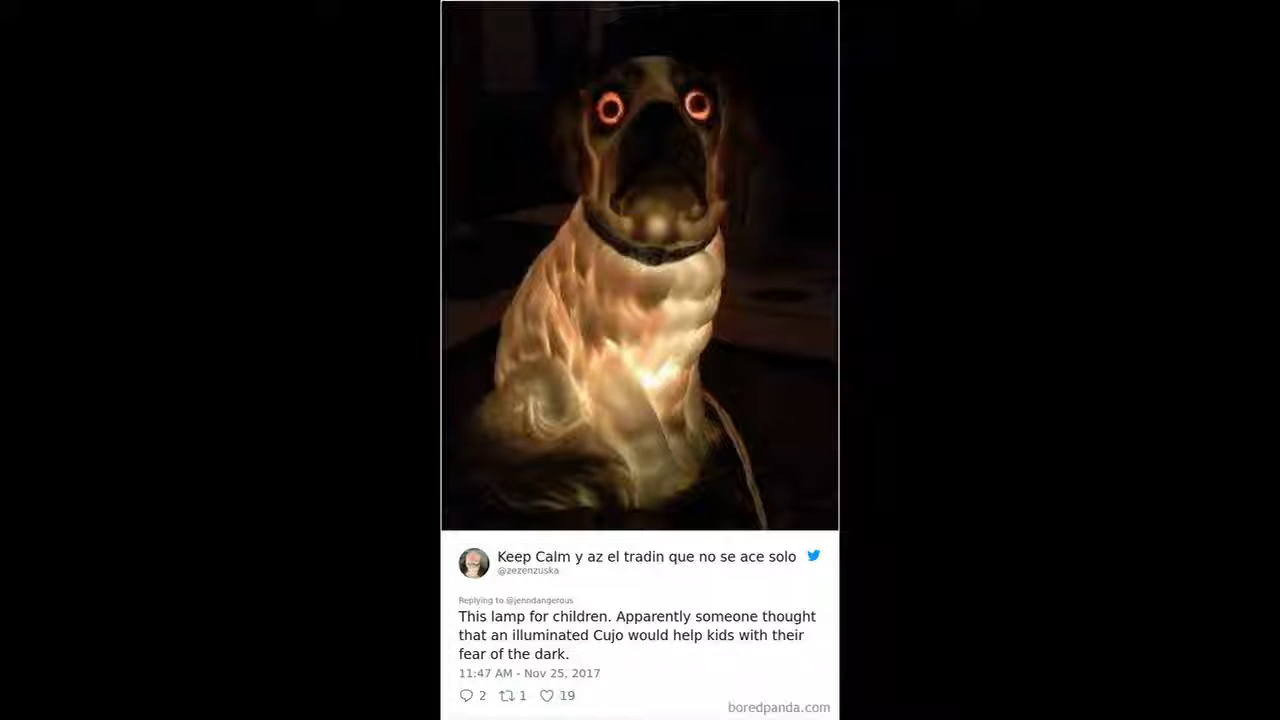 Keep Calm y az el tradin que no se ace solo
@zezenzuska
Replying to @jenndangerous
This lamp for children. Apparently someone thought
that an illuminated Cujo would help kids with their
fear of the dark.
11:47 AM - Nov 25, 2017
2 1 19
boredpanda.com